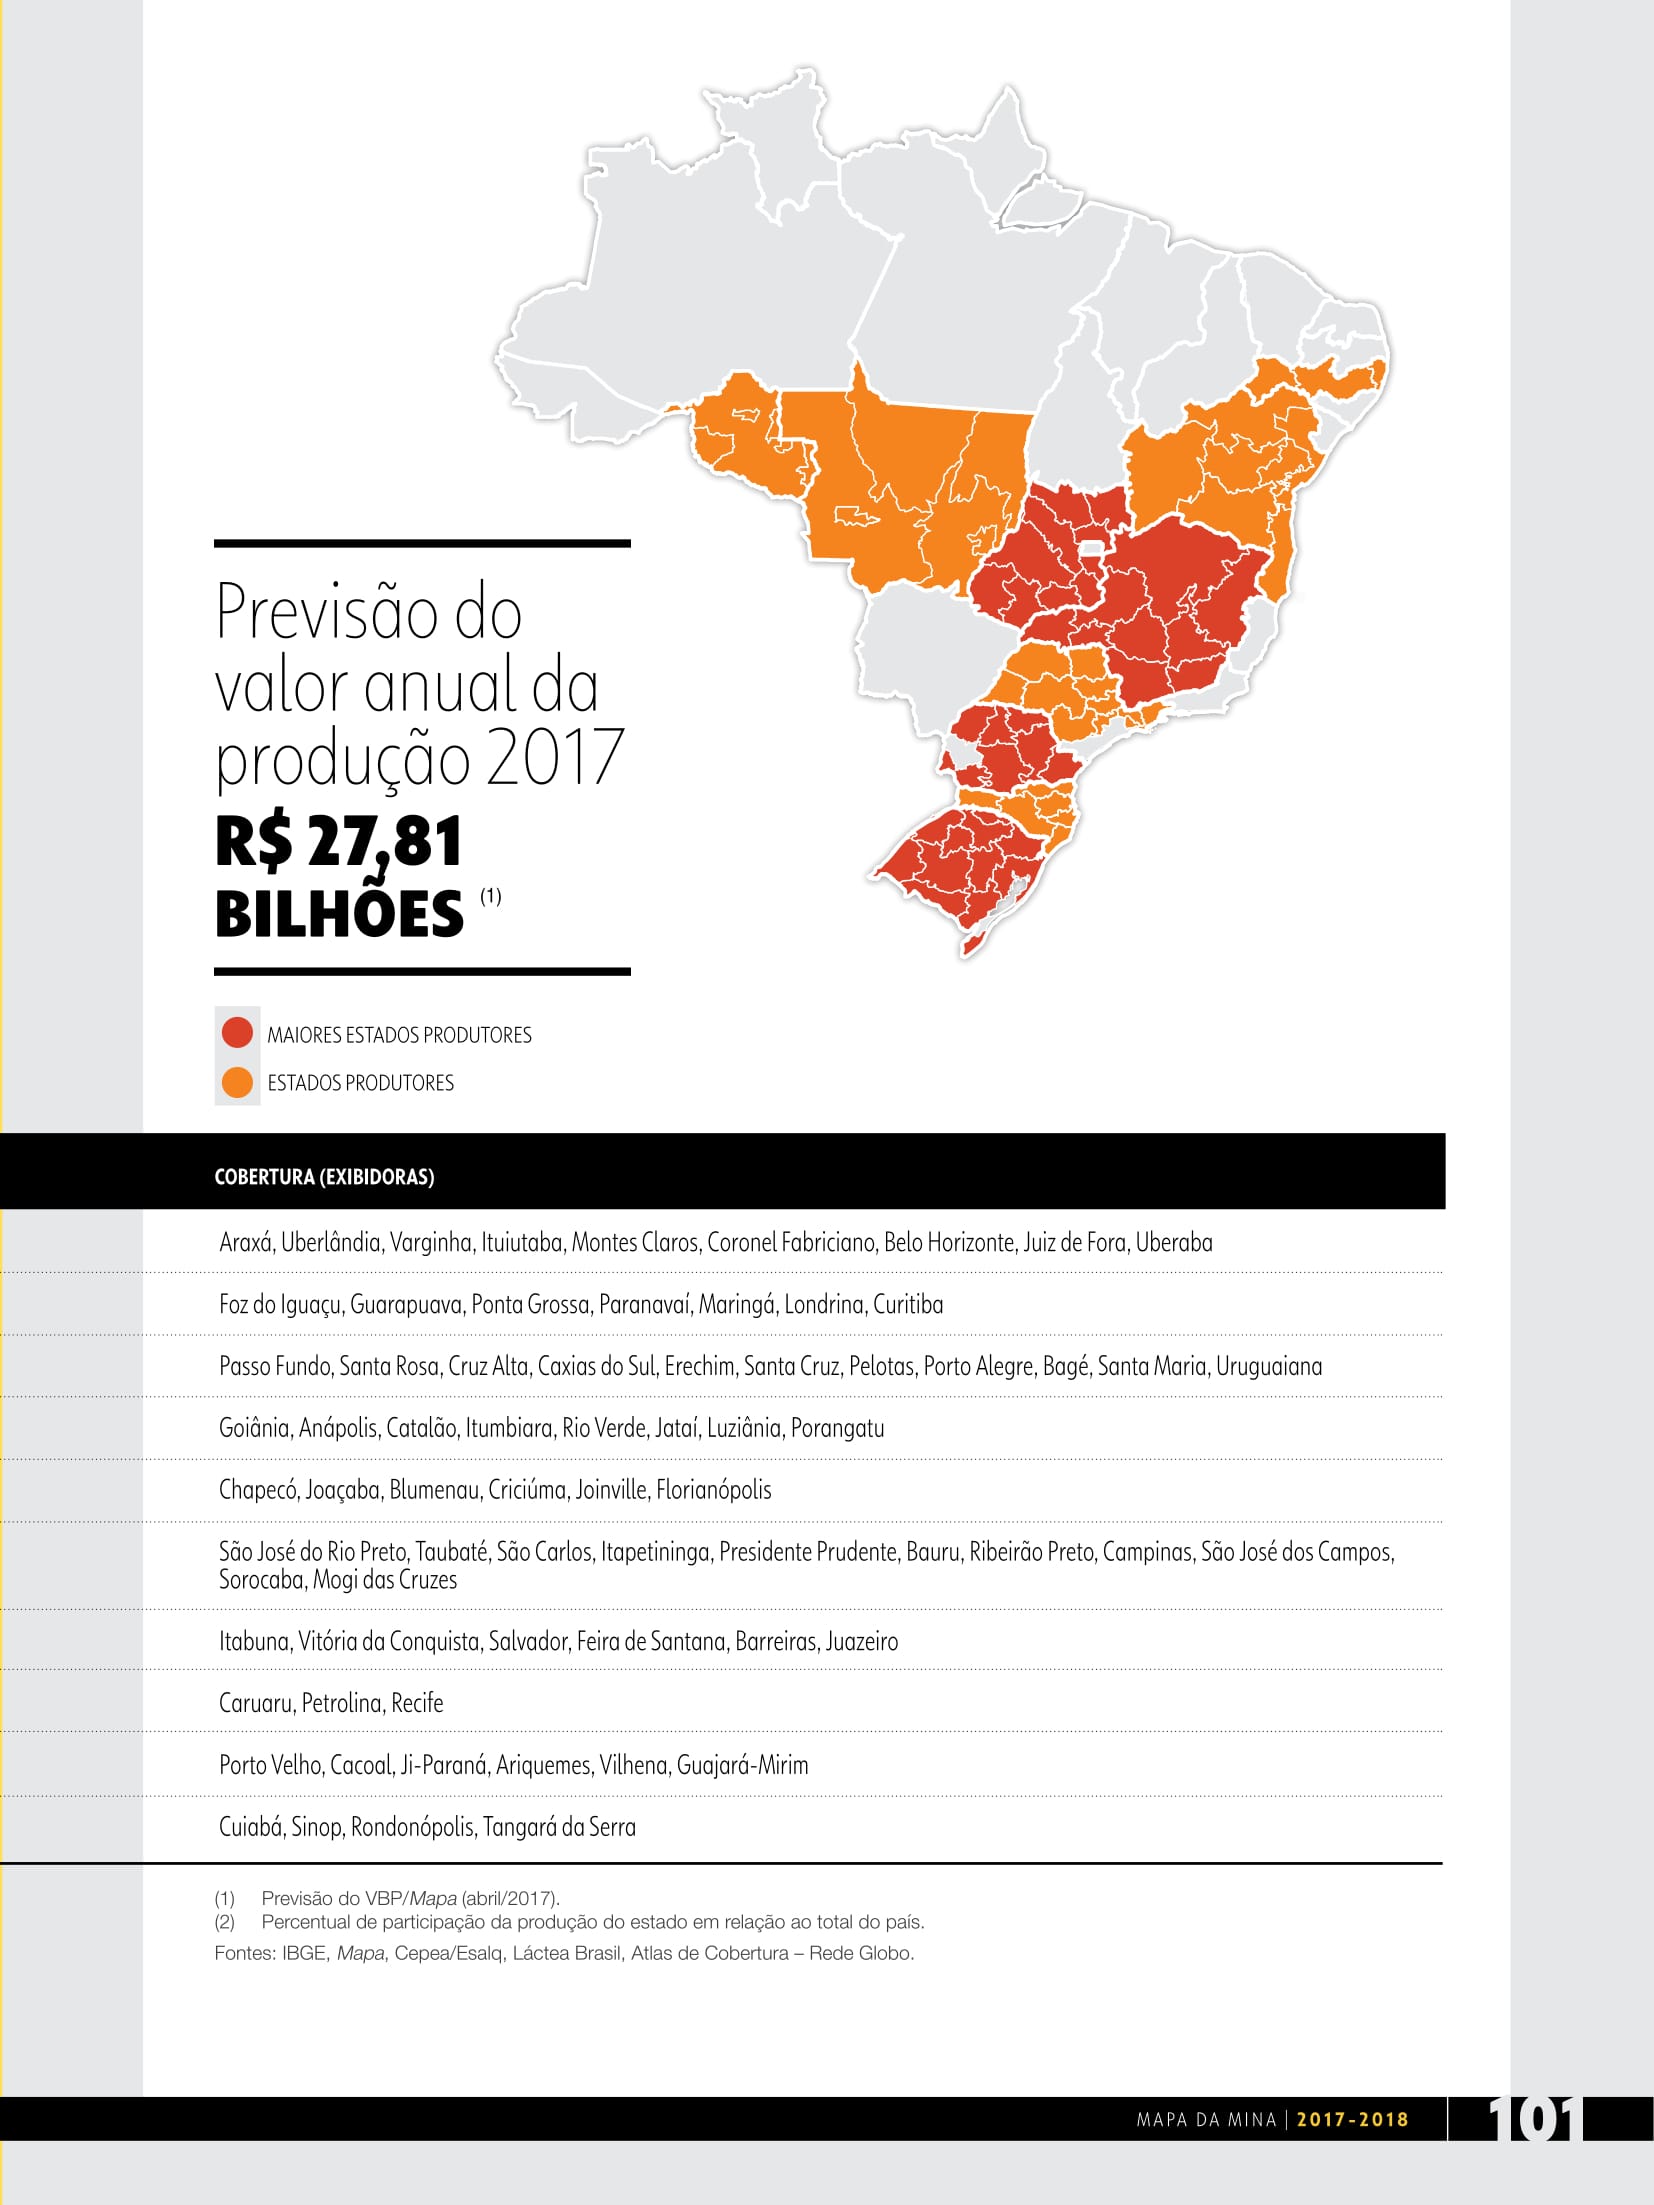 Previsão do
valor anual da
produção 2017
R$ 27,81
BILHÕES (1)
MAIORES ESTADOS PRODUTORES
ESTADOS PRODUTORES
COBERTURA (EXIBIDORAS)
Araxá, Uberlândia, Varginha, Ituiutaba, Montes Claros, Coronel Fabriciano, Belo Horizonte, Juiz de Fora, Uberaba
Foz do Iguaçu, Guarapuava, Ponta Grossa, Paranavaí, Maringá, Londrina, Curitiba
Passo Fundo, Santa Rosa, Cruz Alta, Caxias do Sul, Erechim, Santa Cruz, Pelotas, Porto Alegre, Bagé, Santa Maria, Uruguaiana
Goiânia, Anápolis, Catalão, Itumbiara, Rio Verde, Jataí, Luziânia, Porangatu
Chapecó, Joaçaba, Blumenau, Criciúma, Joinville, Florianópolis
São José do Rio Preto, Taubaté, São Carlos, Itapetininga, Presidente Prudente, Bauru, Ribeirão Preto, Campinas, São José dos Campos,
Sorocaba, Mogi das Cruzes
Itabuna, Vitória da Conquista, Salvador, Feira de Santana, Barreiras, Juazeiro
Caruaru, Petrolina, Recife
Porto Velho, Cacoal, Ji-Paraná, Ariquemes, Vilhena, Guajará-Mirim
Cuiabá, Sinop, Rondonópolis, Tangará da Serra
(1) Previsão do VBP/Mapa (abril/2017).
(2) Percentual de participação da produção do estado em relação ao total do país.
Fontes: IBGE, Mapa, Cepea/Esalq, Láctea Brasil, Atlas de Cobertura – Rede Globo.
MAPA DA MINA | 2017-2018 101